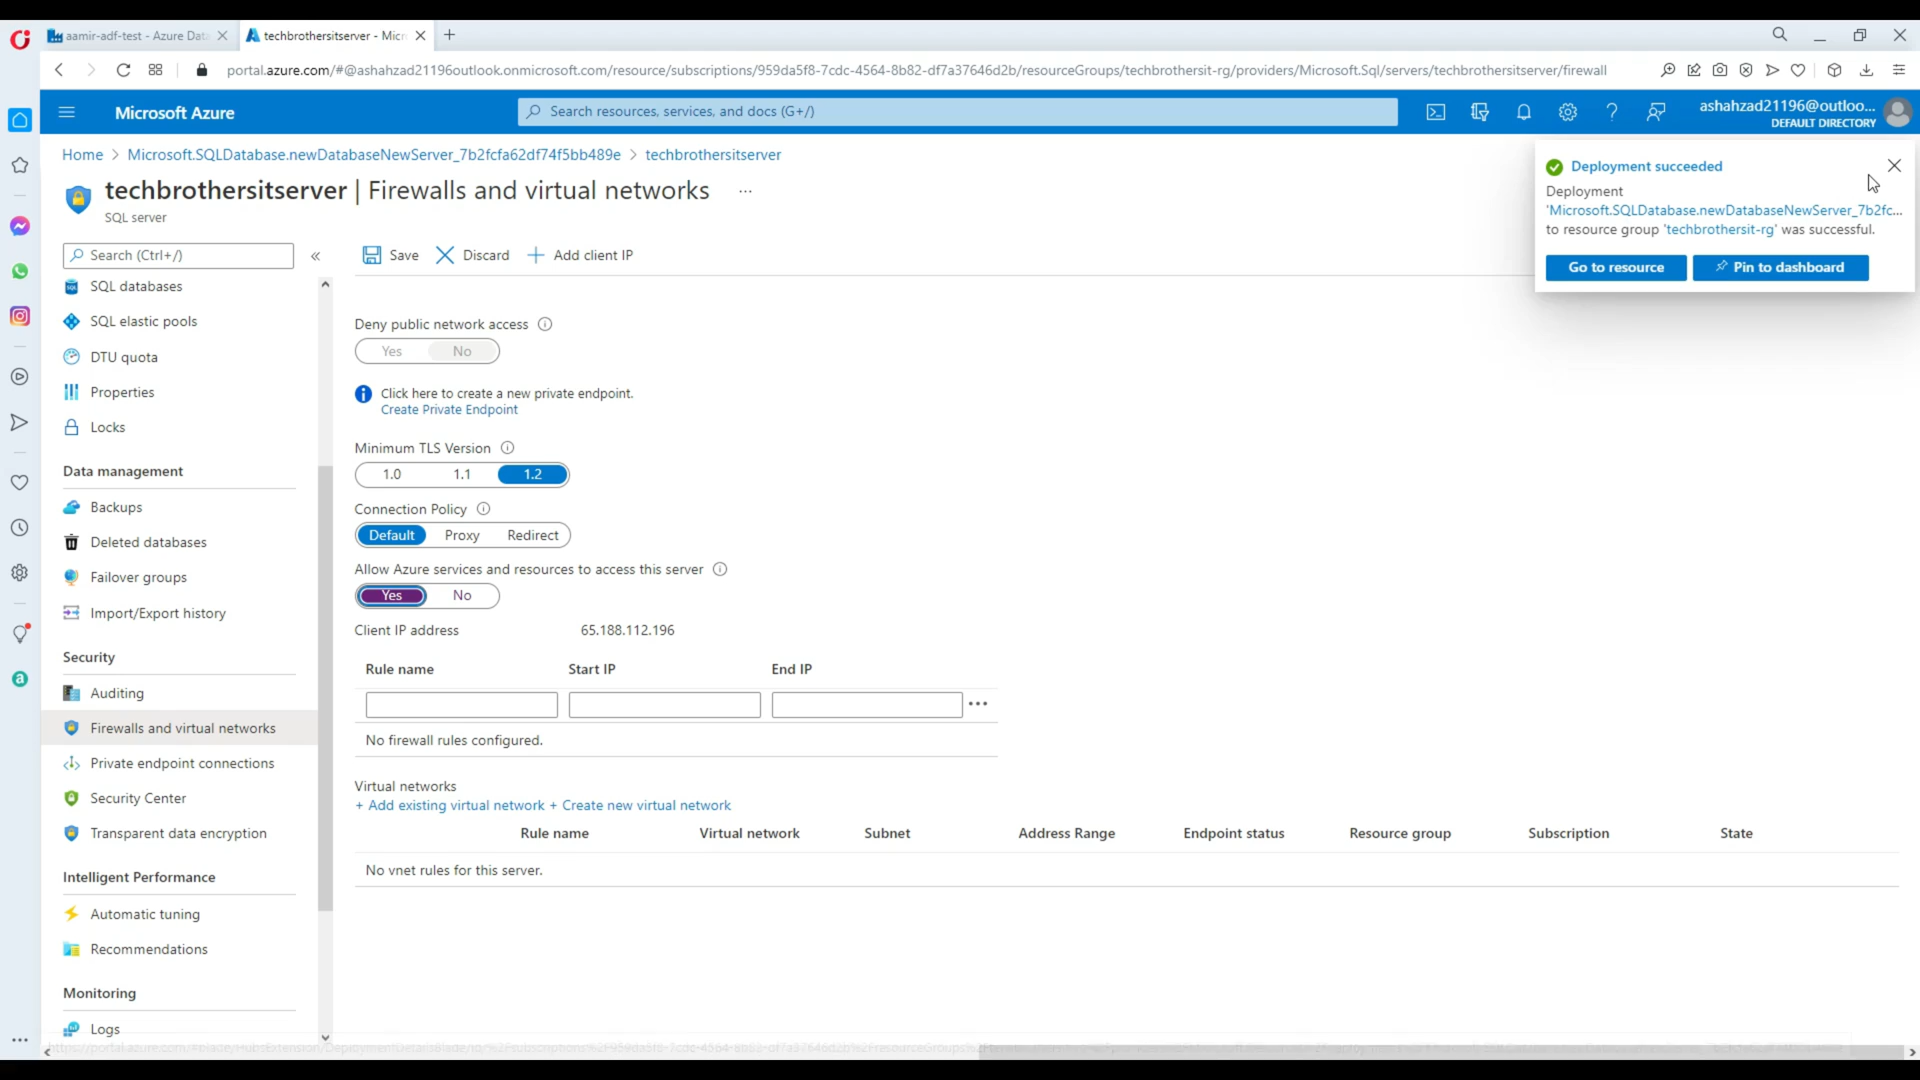 aamir-adf-test - Azure Dat
techbrothersitserver - Micr
portal.azure.com/#@ashahzad21196outlook.onmicrosoft.com/resource/subscriptions/959da5f8-7cdc-4564-8b82-df7a37646d2b/resourceGroups/techbrothersit-rg/providers/Microsoft.Sql/servers/techbrothersitserver/firewall
Microsoft Azure
Search resources, services, and docs (G+/)
ashahzad21196@outloo...
DEFAULT DIRECTORY
Home > Microsoft.SQLDatabase.newDatabaseNewServer_7b2fcfa62df74f5bb489e > techbrothersitserver
techbrothersitserver | Firewalls and virtual networks ...
SQL server
Deployment succeeded
Deployment
'Microsoft.SQLDatabase.newDatabaseNewServer_7b2fc...
to resource group 'techbrothersit-rg' was successful.
Go to resource
Pin to dashboard
Search (Ctrl+/)
«
Save
Discard
Add client IP
SQL databases
SQL elastic pools
DTU quota
Properties
Locks
Data management
Backups
Deleted databases
Failover groups
Import/Export history
Security
Auditing
Firewalls and virtual networks
Private endpoint connections
Security Center
Transparent data encryption
Intelligent Performance
Automatic tuning
Recommendations
Monitoring
Logs
Deny public network access
Yes No
Click here to create a new private endpoint.
Create Private Endpoint
Minimum TLS Version
1.0 1.1 1.2
Connection Policy
Default Proxy Redirect
Allow Azure services and resources to access this server
Yes No
Client IP address 65.188.112.196
Rule name Start IP End IP
No firewall rules configured.
Virtual networks
+ Add existing virtual network + Create new virtual network
Rule name Virtual network Subnet Address Range Endpoint status Resource group Subscription State
No vnet rules for this server.